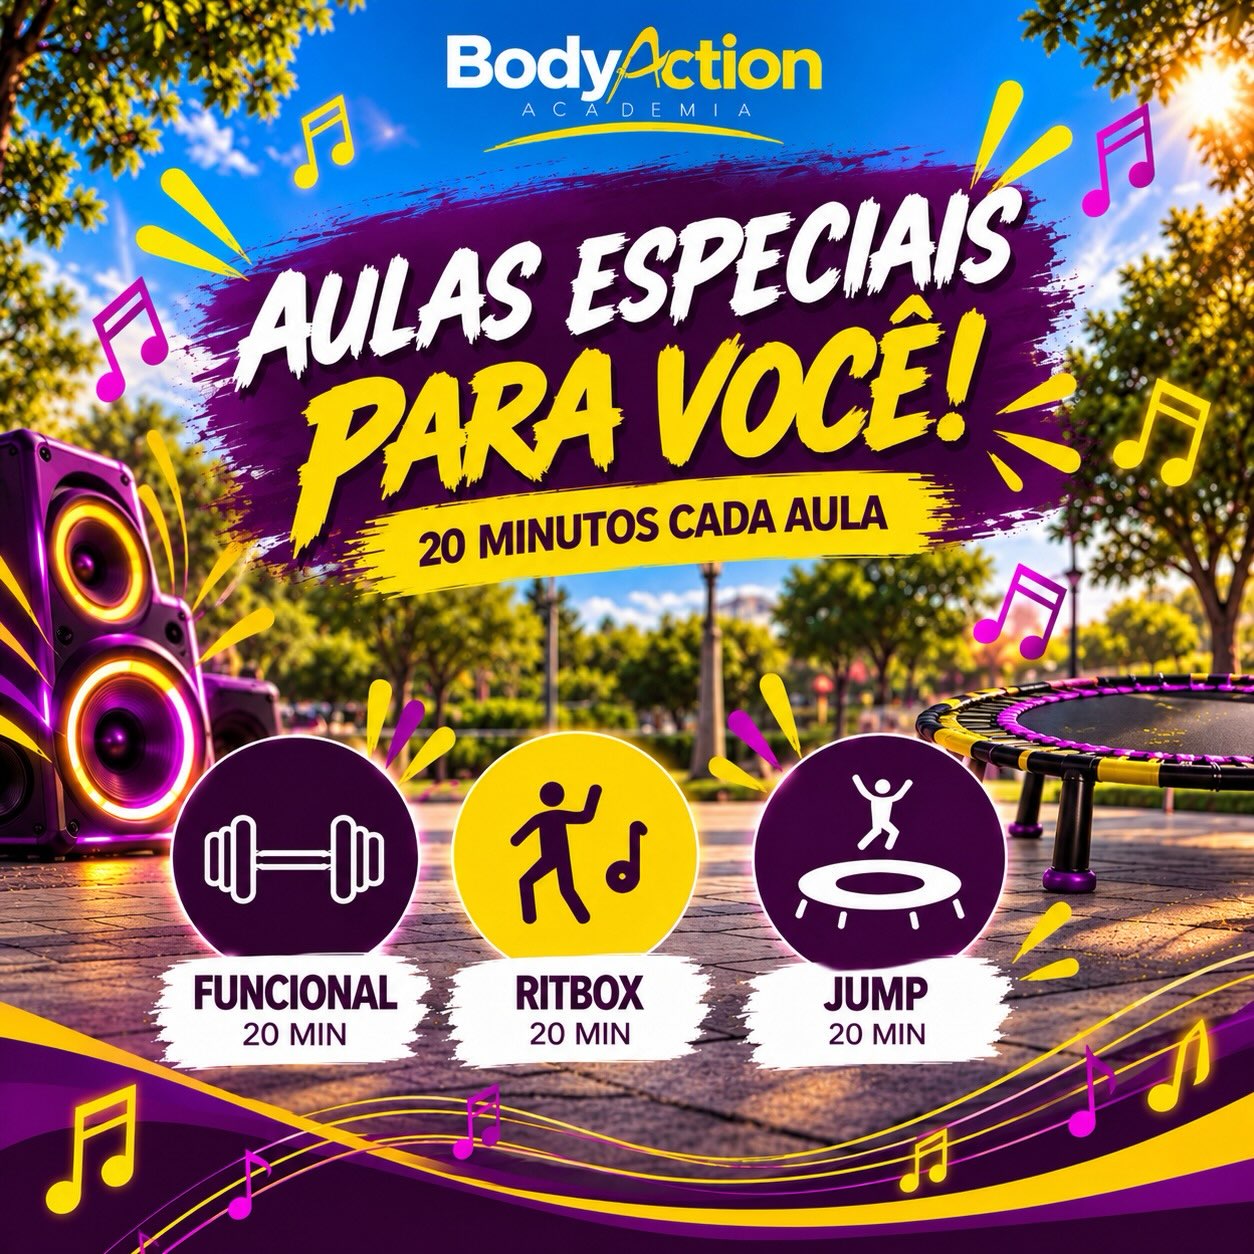 BodyAction
ACADEMIA
AULAS ESPECIAIS
PARA VOCÊ!
20 MINUTOS CADA AULA
FUNCIONAL
20 MIN
RITBOX
20 MIN
JUMP
20 MIN